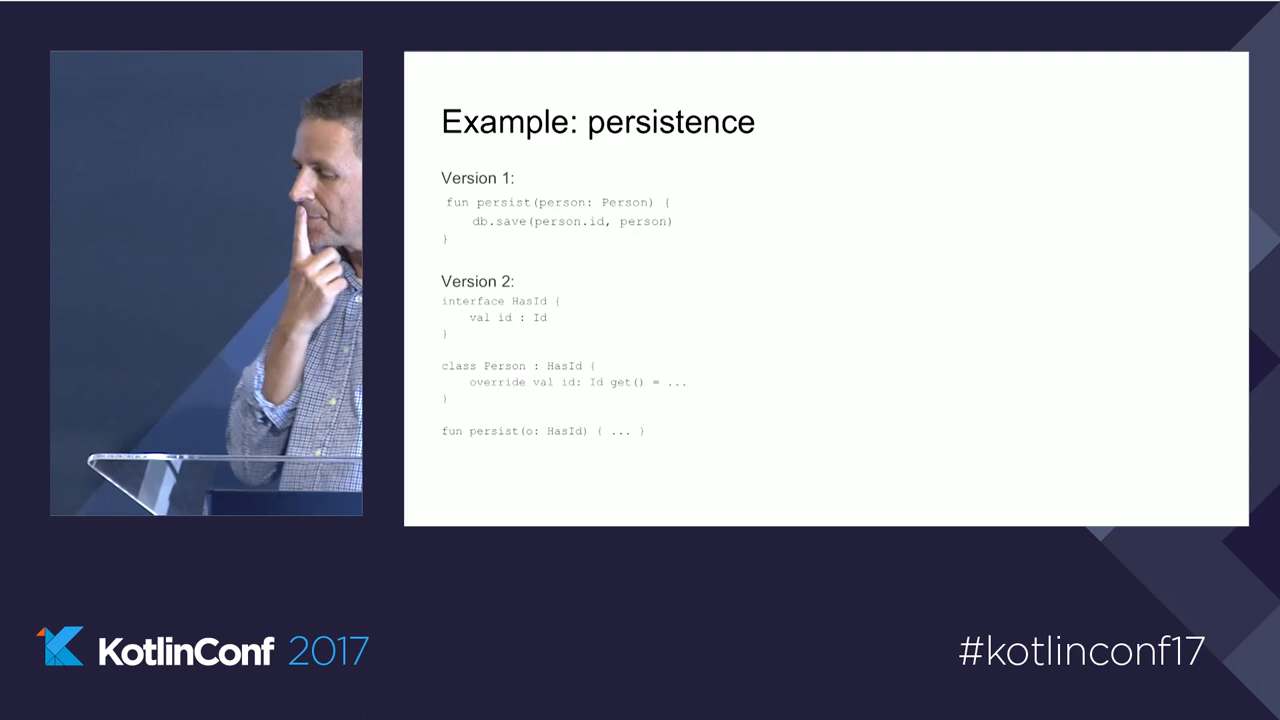 Example: persistence
Version 1:
fun persist(person: Person) {
db.save(person.id, person)
}
Version 2:
interface HasId {
val id : Id
}
class Person : HasId {
override val id: Id get() = ...
}
fun persist(o: HasId) { ... }
KotlinConf 2017
#kotlinconf17